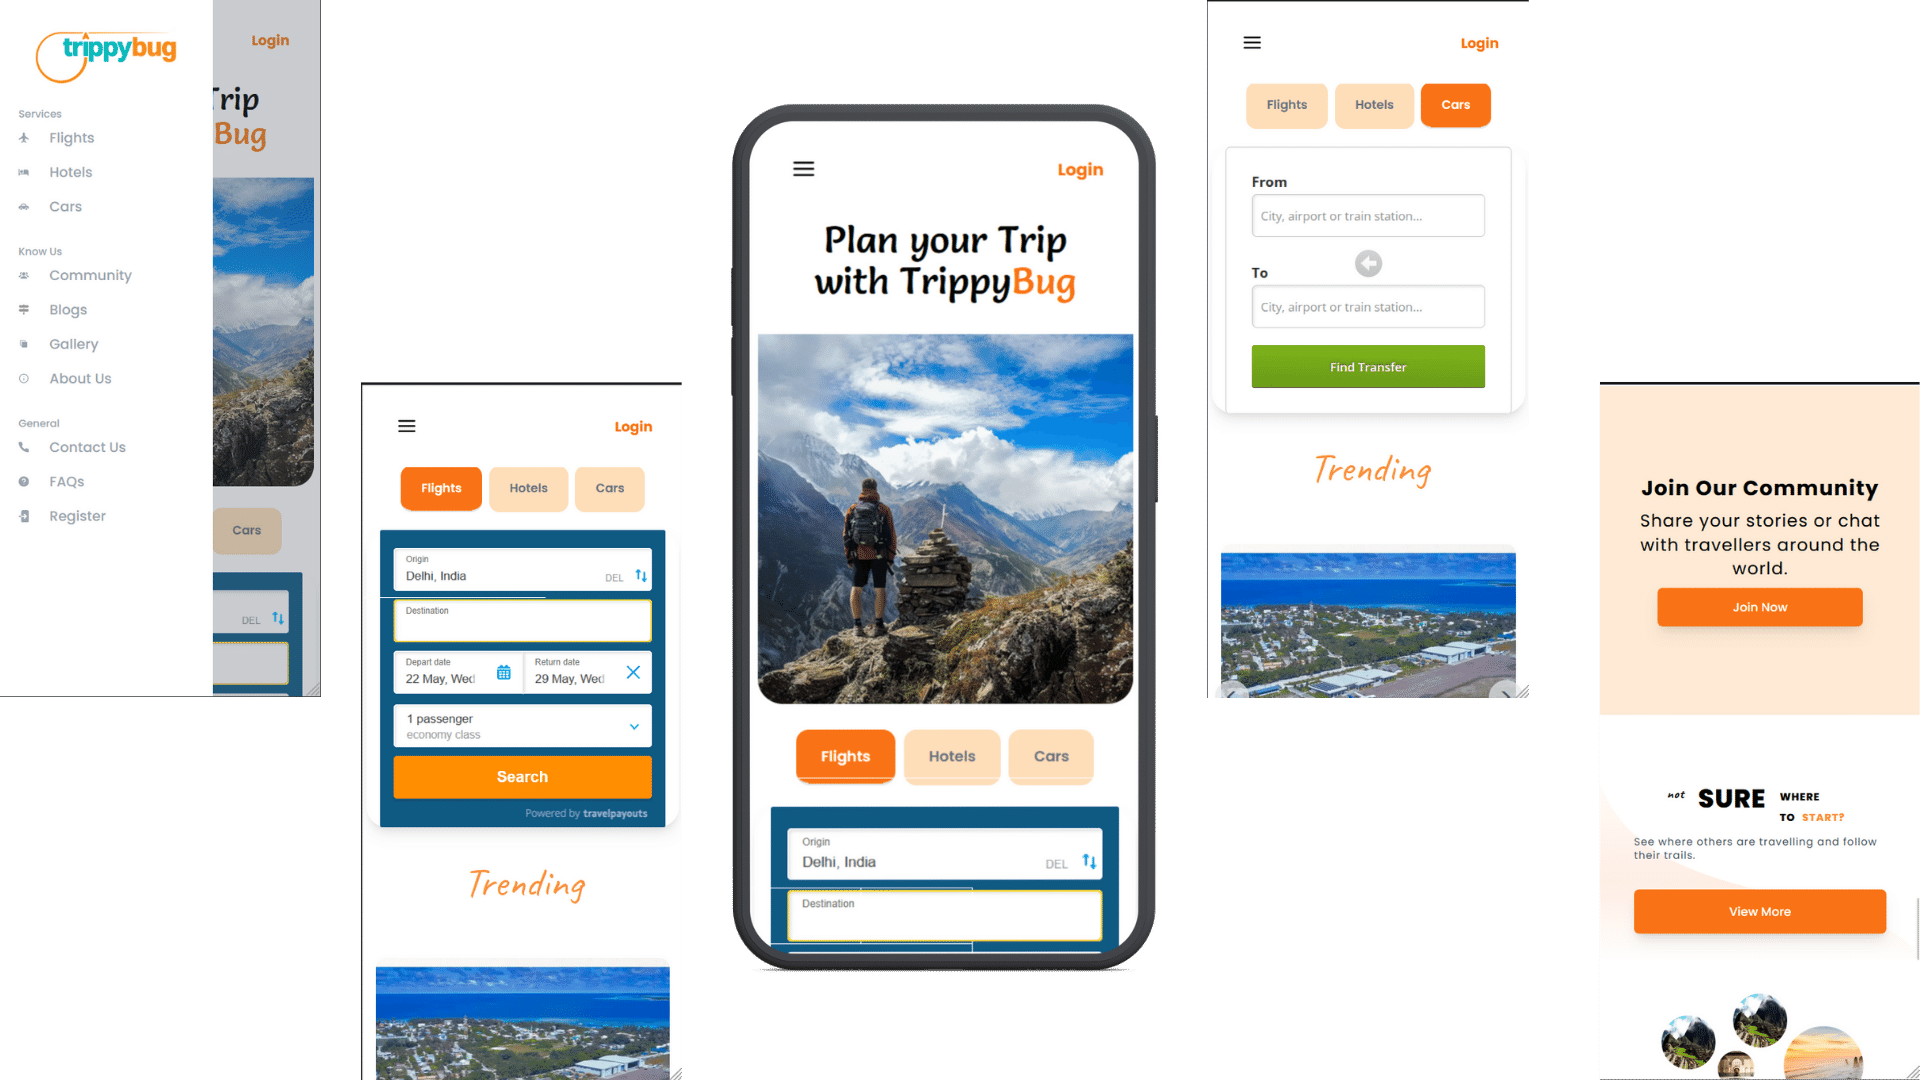 trippybug
Services
Flights
Hotels
Cars
Know Us
Community
Blogs
Gallery
About Us
General
Contact Us
FAQs
Register
Login
Trip
Bug
Cars
DEL
Login
Flights
Hotels
Cars
Origin
Delhi, India
DEL
Destination
Depart date
22 May, Wed
Return date
29 May, Wed
1 passenger
economy class
Search
Powered by travelpayouts
Trending
Login
Plan your Trip
with TrippyBug
Flights
Hotels
Cars
Origin
Delhi, India
DEL
Destination
Login
Flights
Hotels
Cars
From
City, airport or train station...
To
City, airport or train station...
Find Transfer
Trending
Join Our Community
Share your stories or chat
with travellers around the
world.
Join Now
not SURE WHERE
TO START?
See where others are travelling and follow
their trails.
View More